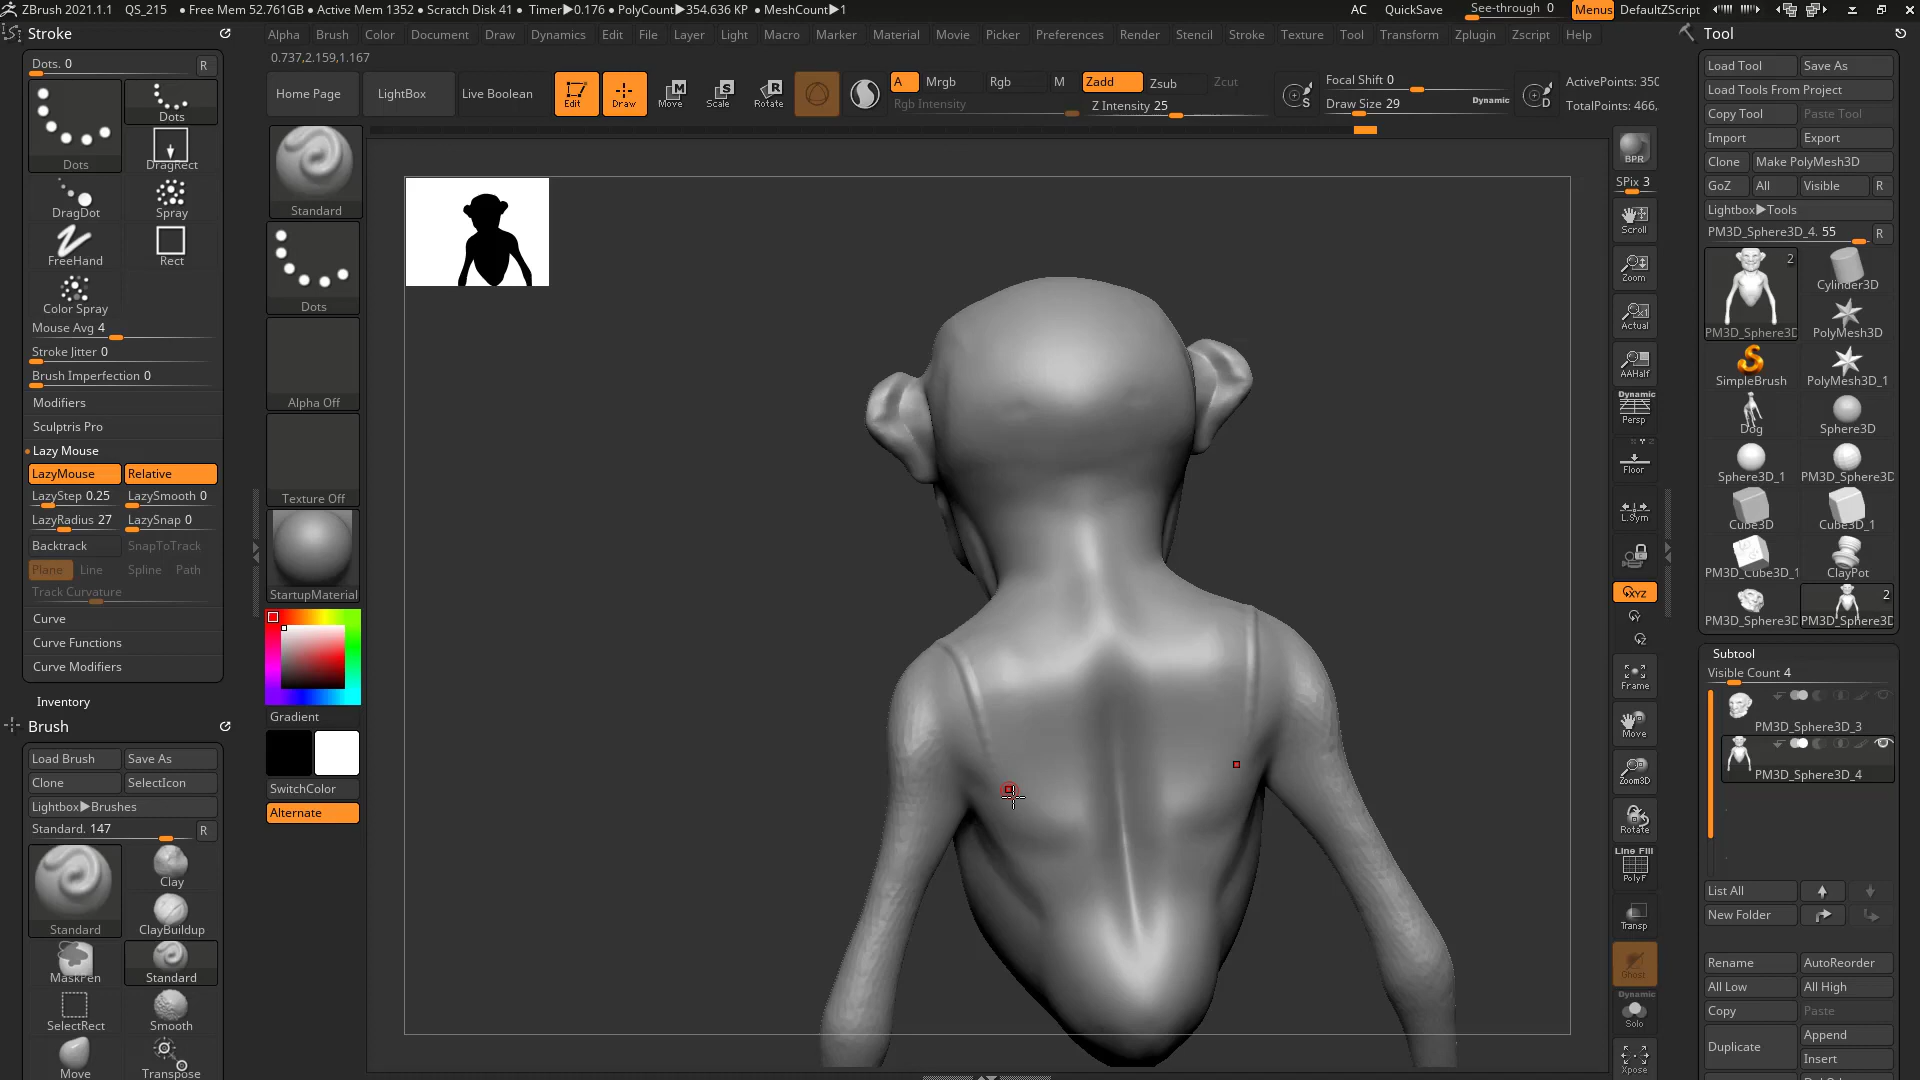 ZBrush 2021.1.1 QS_215 ● Free Mem 52.761GB ● Active Mem 1352 ● Scratch Disk 41 ● Timer▶0.176 ● PolyCount▶354.636 KP ● MeshCount▶1 AC QuickSave See-through 0 Menus DefaultZScript
Stroke
Alpha Brush Color Document Draw Dynamics Edit File Layer Light Macro Marker Material Movie Picker Preferences Render Stencil Stroke Texture Tool Transform Zplugin Zscript Help
Tool
0.737,2.159,1.167
Dots. 0 R
Dots
Dots
DragRect
DragDot Spray
FreeHand Rect
Color Spray
Mouse Avg 4
Stroke Jitter 0
Brush Imperfection 0
Modifiers
Sculptris Pro
Lazy Mouse
LazyMouse Relative
LazyStep 0.25 LazySmooth 0
LazyRadius 27 LazySnap 0
Backtrack SnapToTrack
Plane Line Spline Path
Track Curvature
Curve
Curve Functions
Curve Modifiers
Inventory
Brush
Load Brush Save As
Clone SelectIcon
Lightbox▶Brushes
Standard. 147 R
Standard
Clay
ClayBuildup
MaskPen Standard
SelectRect Smooth
Move Transpose
Home Page LightBox Live Boolean
Edit Draw Move Scale Rotate
A Mrgb Rgb M Zadd Zsub Zcut
Rgb Intensity Z Intensity 25
S
Focal Shift 0
Draw Size 29 Dynamic
D
ActivePoints: 350
TotalPoints: 466,
Standard
Dots
Alpha Off
Texture Off
StartupMaterial
Gradient
SwitchColor
Alternate
BPR
SPix 3
Scroll
Zoom
Actual
AAHalf
Dynamic
Persp
Floor
L.Sym
XYZ
Y
Z
Frame
Move
Zoom3D
Rotate
Line Fill
PolyF
Transp
Ghost
Dynamic
Solo
Xpose
Load Tool Save As
Load Tools From Project
Copy Tool Paste Tool
Import Export
Clone Make PolyMesh3D
GoZ All Visible R
Lightbox▶Tools
PM3D_Sphere3D_4. 55 R
2
PM3D_Sphere3D
Cylinder3D
PolyMesh3D
SimpleBrush PolyMesh3D_1
Dog Sphere3D
Sphere3D_1 PM3D_Sphere3D
Cube3D Cube3D_1
PM3D_Cube3D_1 ClayPot
2
PM3D_Sphere3D PM3D_Sphere3D
Subtool
Visible Count 4
PM3D_Sphere3D_3
PM3D_Sphere3D_4
List All
New Folder
Rename AutoReorder
All Low All High
Copy Paste
Duplicate
Append
Insert